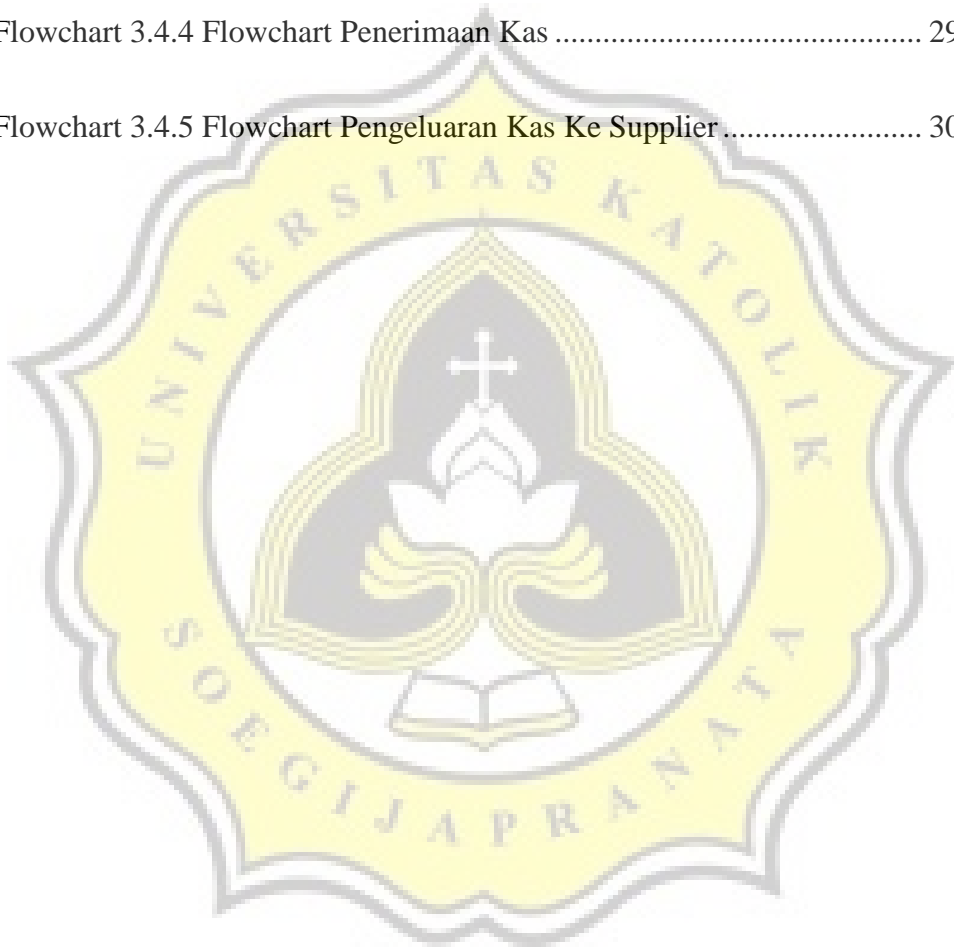 Flowchart 3.4.4 Flowchart Penerimaan Kas ........................................ 29
Flowchart 3.4.5 Flowchart Pengeluaran Kas Ke Supplier ......................... 30
UNIVERSITAS KATOLIK
SOEGIJAPRANATA